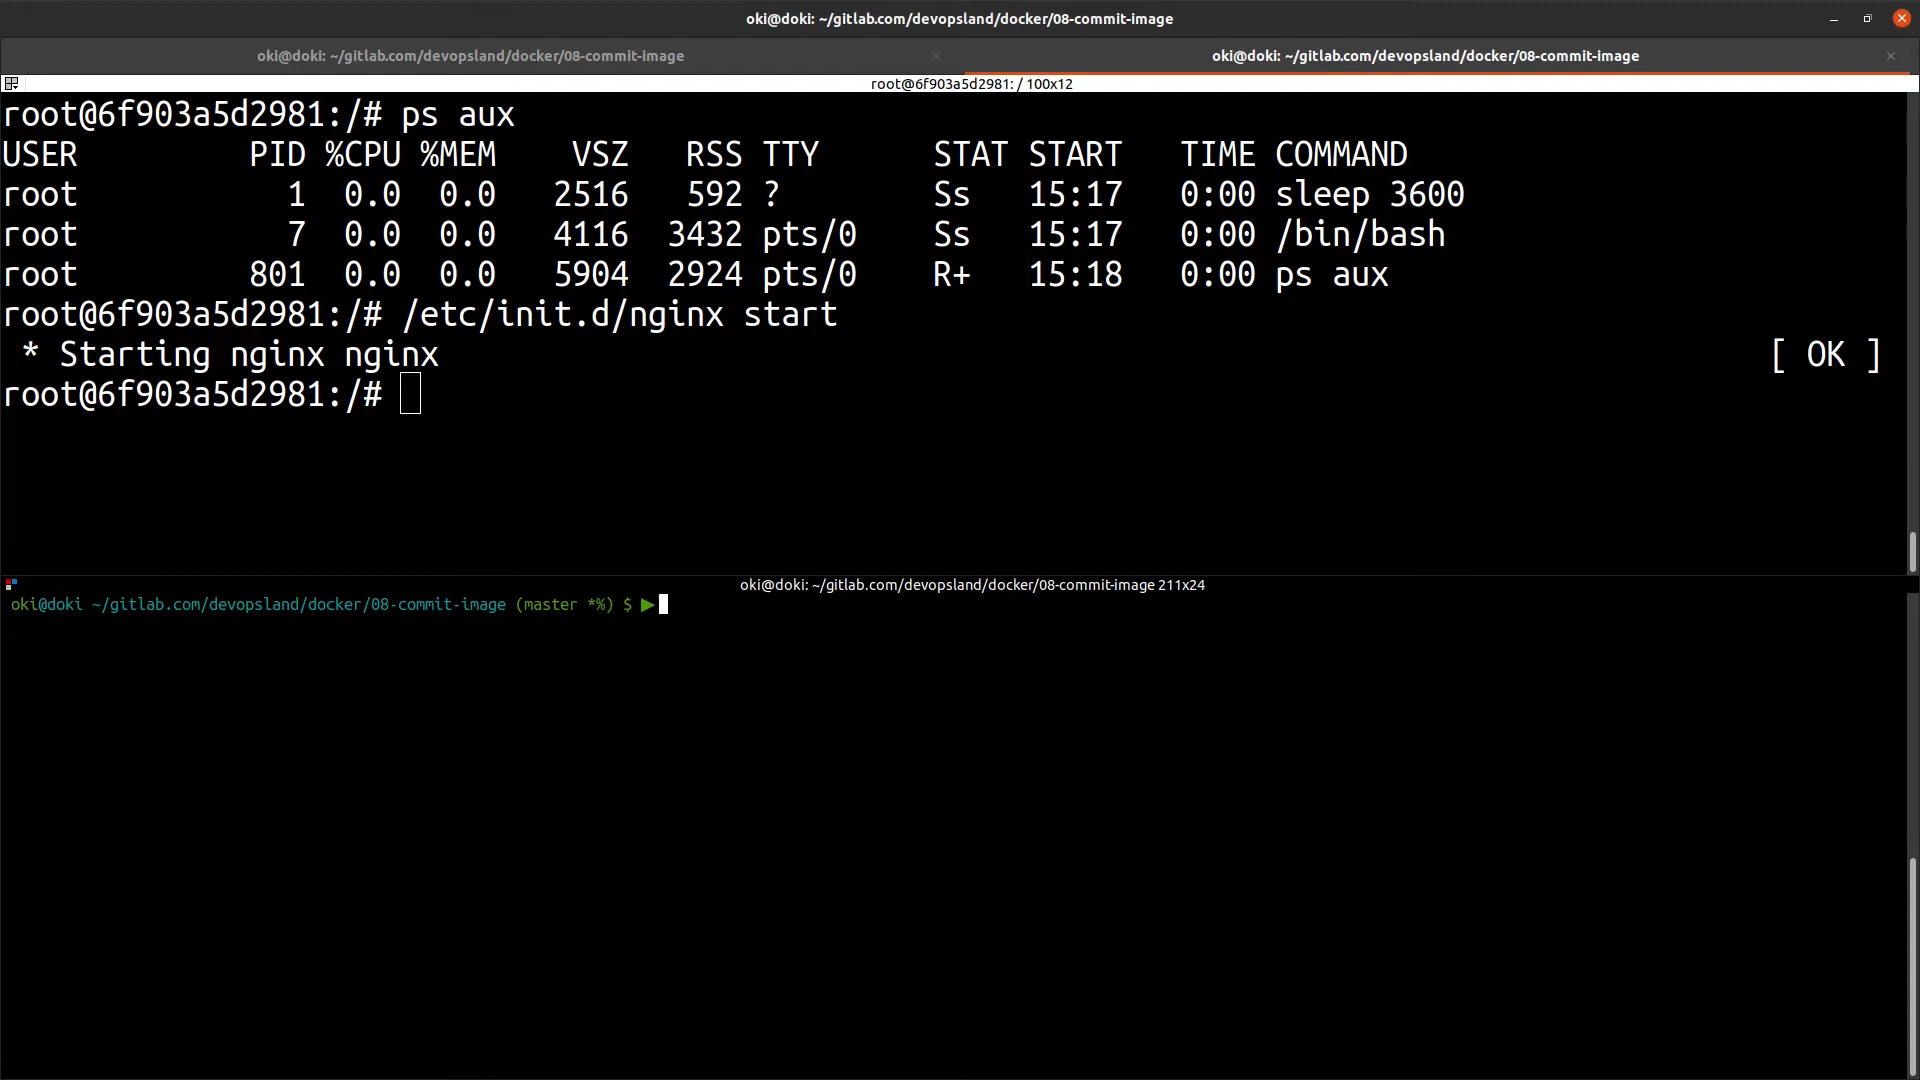 oki@doki: ~/gitlab.com/devopsland/docker/08-commit-image
oki@doki: ~/gitlab.com/devopsland/docker/08-commit-image oki@doki: ~/gitlab.com/devopsland/docker/08-commit-image
root@6f903a5d2981: / 100x12
root@6f903a5d2981:/# ps aux
USER PID %CPU %MEM VSZ RSS TTY STAT START TIME COMMAND
root 1 0.0 0.0 2516 592 ? Ss 15:17 0:00 sleep 3600
root 7 0.0 0.0 4116 3432 pts/0 Ss 15:17 0:00 /bin/bash
root 801 0.0 0.0 5904 2924 pts/0 R+ 15:18 0:00 ps aux
root@6f903a5d2981:/# /etc/init.d/nginx start
* Starting nginx nginx [ OK ]
root@6f903a5d2981:/#
oki@doki: ~/gitlab.com/devopsland/docker/08-commit-image 211x24
oki@doki ~/gitlab.com/devopsland/docker/08-commit-image (master *%) $ ▶